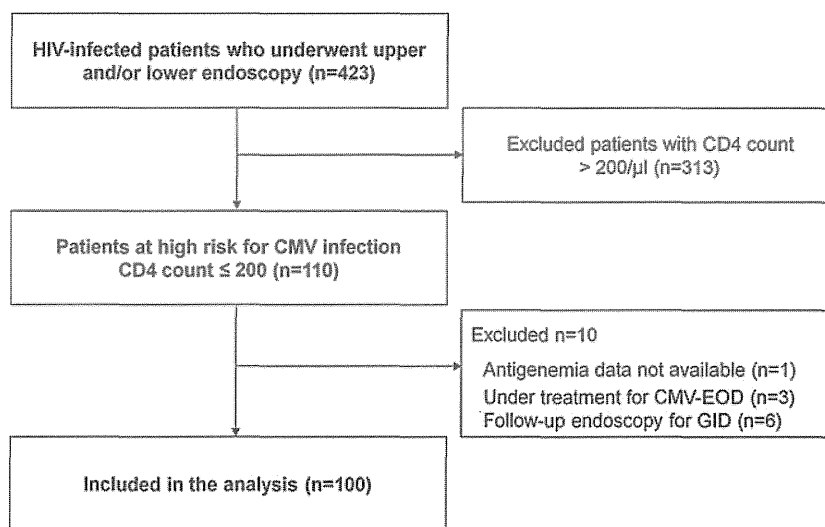 HIV-infected patients who underwent upper
and/or lower endoscopy (n=423)
Excluded patients with CD4 count
> 200/μl (n=313)
Patients at high risk for CMV infection
CD4 count ≤ 200 (n=110)
Excluded n=10
Antigenemia data not available (n=1)
Under treatment for CMV-EOD (n=3)
Follow-up endoscopy for GID (n=6)
Included in the analysis (n=100)